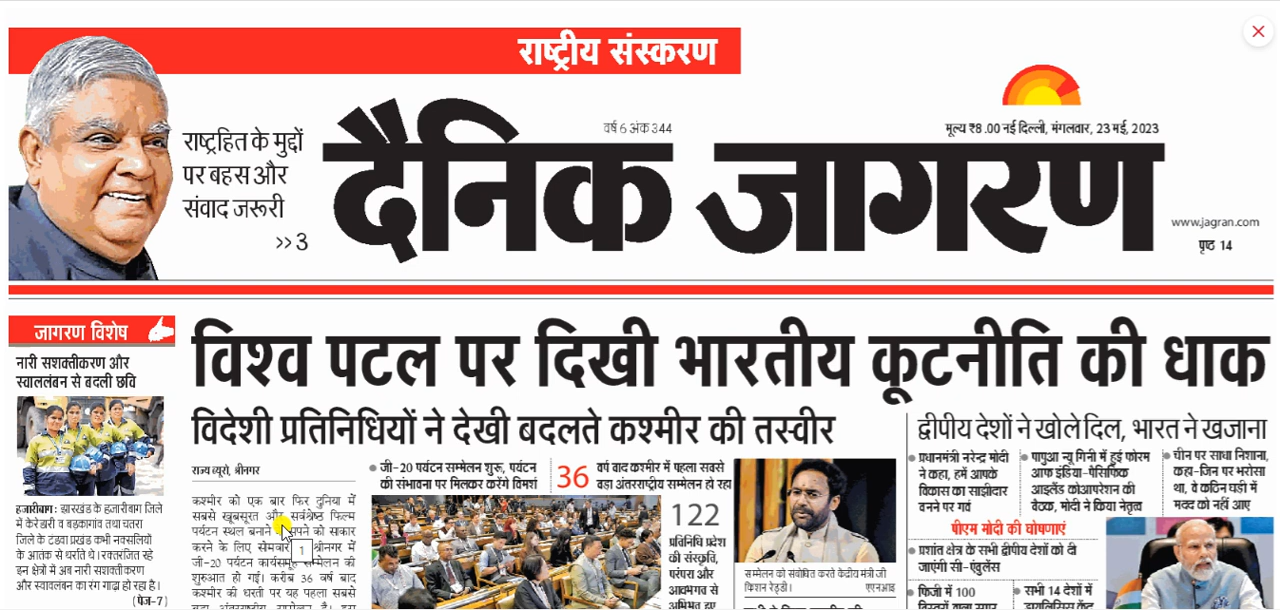 राष्ट्रीय संस्करण
राष्ट्रहित के मुद्दों
पर बहस और
संवाद जरूरी
>> 3
वर्ष 6 अंक 344
मूल्य ₹8.00 नई दिल्ली, मंगलवार, 23 मई, 2023
दैनिक जागरण
www.jagran.com
पृष्ठ 14
जागरण विशेष
नारी सशक्तीकरण और
स्वालंबन से बदली छवि
हजारीबाग : झारखंड के हजारीबाग जिले
में केरेडारी व बड़कागांव तथा चतरा
जिले के टंडवा प्रखंड कभी नक्सलियों
के आतंक से थर्राते थे। रक्तरंजित रहे
इन क्षेत्रों में अब नारी सशक्तीकरण
और स्वावलंबन का रंग गाढ़ा हो रहा है।
(पेज-7)
विश्व पटल पर दिखी भारतीय कूटनीति की धाक
विदेशी प्रतिनिधियों ने देखी बदलते कश्मीर की तस्वीर
राज्य ब्यूरो, श्रीनगर
कश्मीर को एक बार फिर दुनिया में
सबसे खूबसूरत और सर्वश्रेष्ठ फिल्म
पर्यटन स्थल बनाने सपने को साकार
करने के लिए सोमवार 1 श्रीनगर में
जी-20 पर्यटन कार्यसमूह सम्मेलन की
शुरुआत हो गई। करीब 36 वर्ष बाद
कश्मीर की धरती पर यह पहला सबसे
जी-20 पर्यटन सम्मेलन शुरू, पर्यटन
की संभावना पर मिलकर करेंगे विमर्श
36 वर्ष बाद कश्मीर में पहला सबसे
बड़ा अंतरराष्ट्रीय सम्मेलन हो रहा
122
प्रतिनिधि प्रदेश
की संस्कृति,
परंपरा और
आवभगत से
अभिभूत हुए
सम्मेलन को संबोधित करते केंद्रीय मंत्री जी
किशन रेड्डी। एएनआइ
द्वीपीय देशों ने खोले दिल, भारत ने खजाना
प्रधानमंत्री नरेन्द्र मोदी
ने कहा, हमें आपके
विकास का साझीदार
बनने पर गर्व
पापुआ न्यू गिनी में हुई फोरम
आफ इंडिया-पैसिफिक
आइलैंड कोआपरेशन की
बैठक, मोदी ने किया नेतृत्व
चीन पर साधा निशाना,
कहा-जिन पर भरोसा
था, वे कठिन घड़ी में
मदद को नहीं आए
पीएम मोदी की घोषणाएं
प्रशांत क्षेत्र के सभी द्वीपीय देशों को दी
जाएंगी सी-एंबुलेंस
फिजी में 100
सभी 14 देशों में